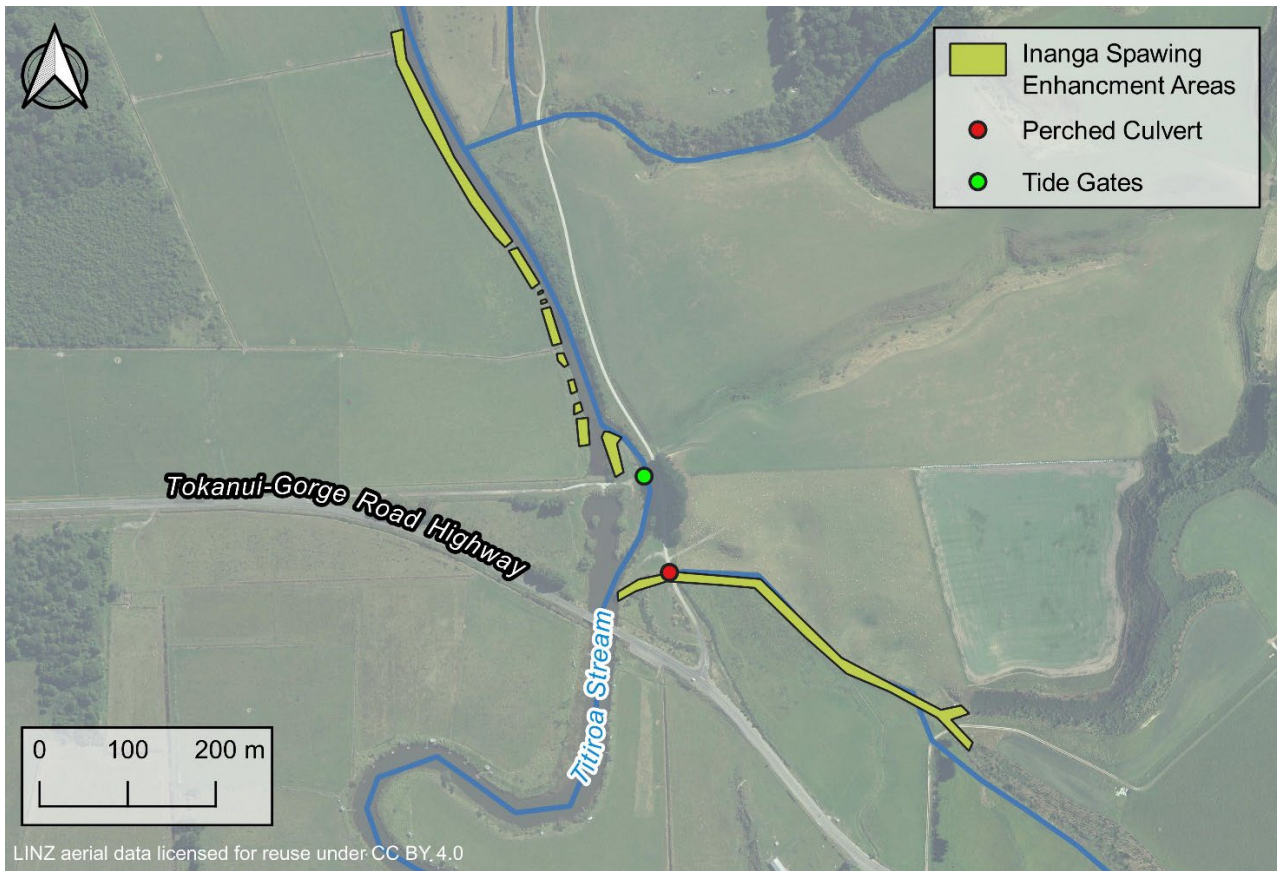 Inanga Spawing
Enhancment Areas
Perched Culvert
Tide Gates
Tokanui-Gorge Road Highway
Titiroa Stream
0 100 200 m
LINZ aerial data licensed for reuse under CC BY 4.0